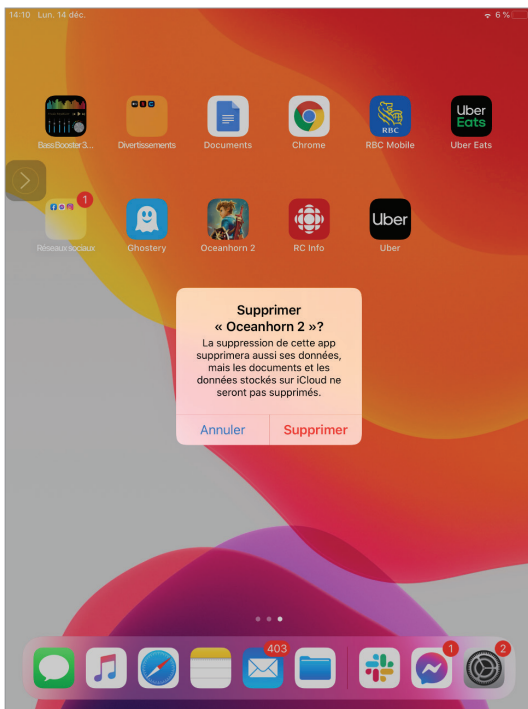 14:10 Lun. 14 déc.
6 %
BassBooster3...
Divertissements
Documents
Chrome
RBC
RBC Mobile
Uber
Eats
Uber Eats
1
Réseaux sociaux
Ghostery
Oceanhorn 2
RC Info
Uber
Uber
Supprimer
« Oceanhorn 2 »?
La suppression de cette app
supprimera aussi ses données,
mais les documents et les
données stockés sur iCloud ne
seront pas supprimés.
Annuler
Supprimer
403
1
2